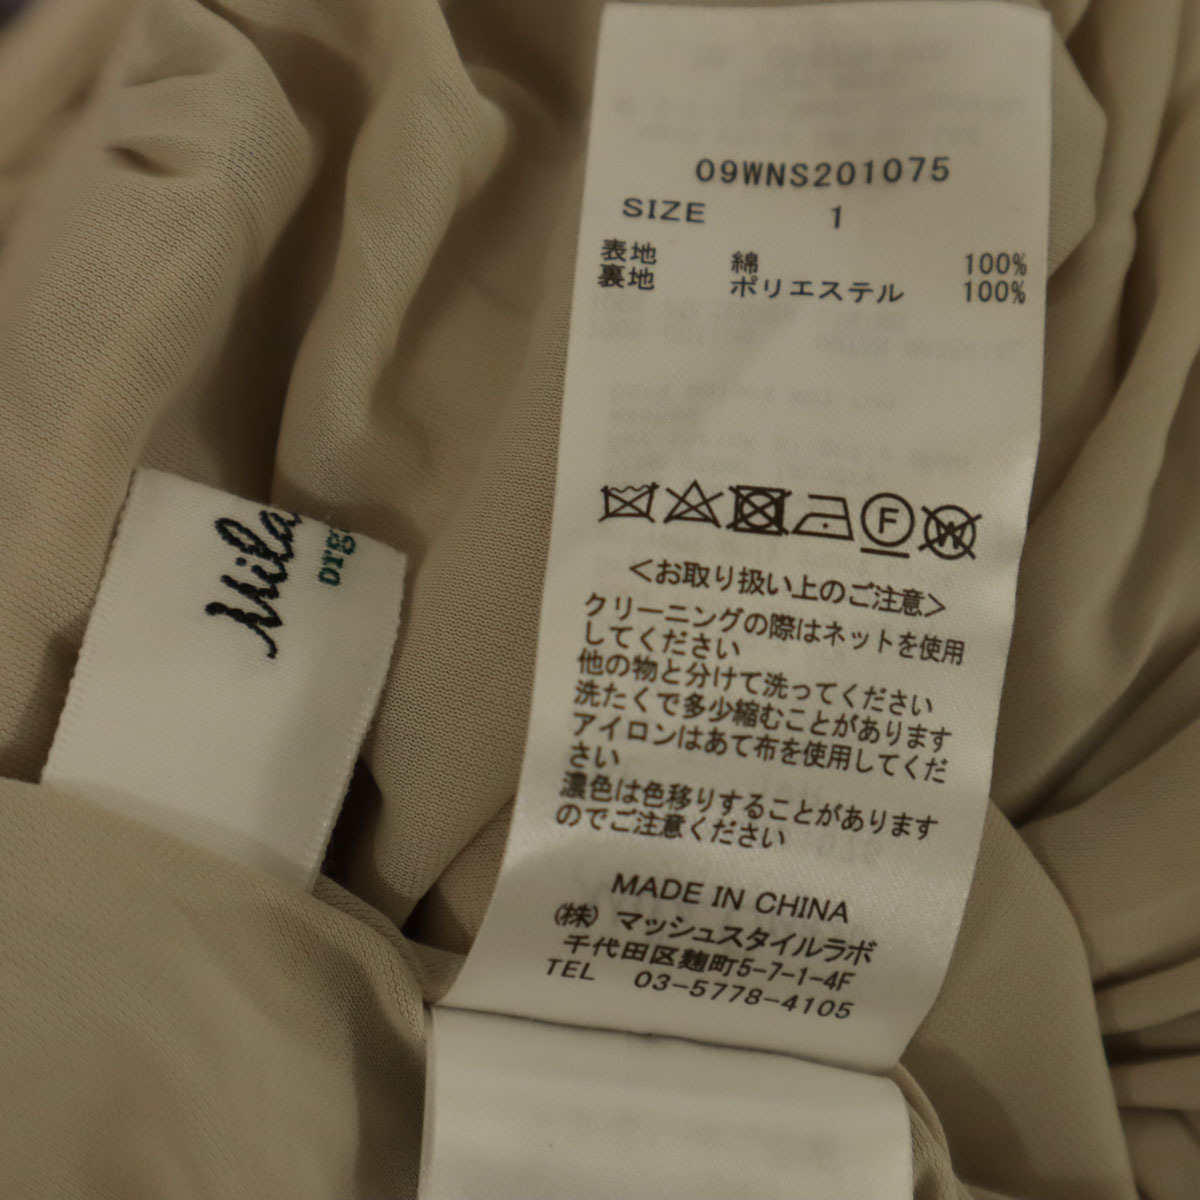 09WNS201075
SIZE 1
表地 綿 100%
裏地 ポリエステル 100%
F
W
<お取り扱い上のご注意>
クリーニングの際はネットを使用
してください
他の物と分けて洗ってください
洗たくで多少縮むことがあります
アイロンはあて布を使用してくだ
さい
濃色は色移りすることがあります
のでご注意ください
MADE IN CHINA
(株) マッシュスタイルラボ
千代田区麹町5-7-1-4F
TEL 03-5778-4105
Mila